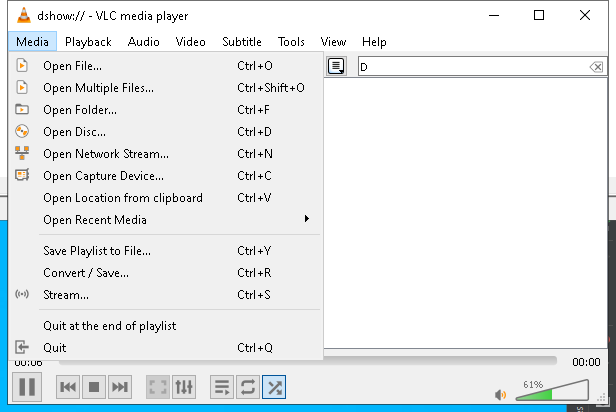 dshow:// - VLC media player
Media Playback Audio Video Subtitle Tools View Help
Open File... Ctrl+O
D
Open Multiple Files... Ctrl+Shift+O
Open Folder... Ctrl+F
Open Disc... Ctrl+D
Open Network Stream... Ctrl+N
Open Capture Device... Ctrl+C
Open Location from clipboard Ctrl+V
Open Recent Media
Save Playlist to File... Ctrl+Y
Convert / Save... Ctrl+R
Stream... Ctrl+S
Quit at the end of playlist
Quit Ctrl+Q
00:06 00:00
61%